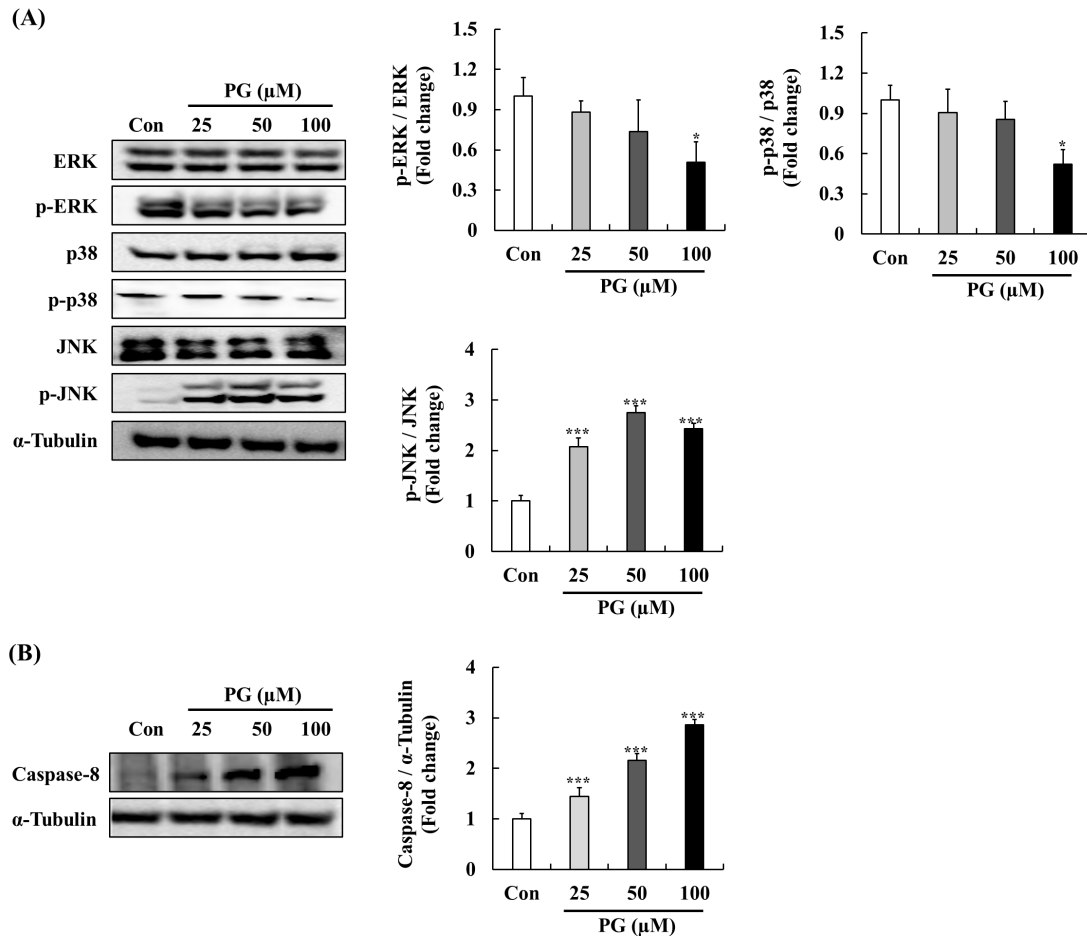 (A)
PG (µM)
Con 25 50 100
ERK
p-ERK
p38
p-p38
JNK
p-JNK
α-Tubulin
p-ERK / ERK
(Fold change)
1.5
1.2
0.9
0.6
0.3
0
*
Con 25 50 100
PG (µM)
p-p38 / p38
(Fold change)
1.5
1.2
0.9
0.6
0.3
0
*
Con 25 50 100
PG (µM)
p-JNK / JNK
(Fold change)
4
3
2
1
0
*** *** ***
Con 25 50 100
PG (µM)
(B)
PG (µM)
Con 25 50 100
Caspase-8
α-Tubulin
Caspase-8 / α-Tubulin
(Fold change)
4
3
2
1
0
*** *** ***
Con 25 50 100
PG (µM)